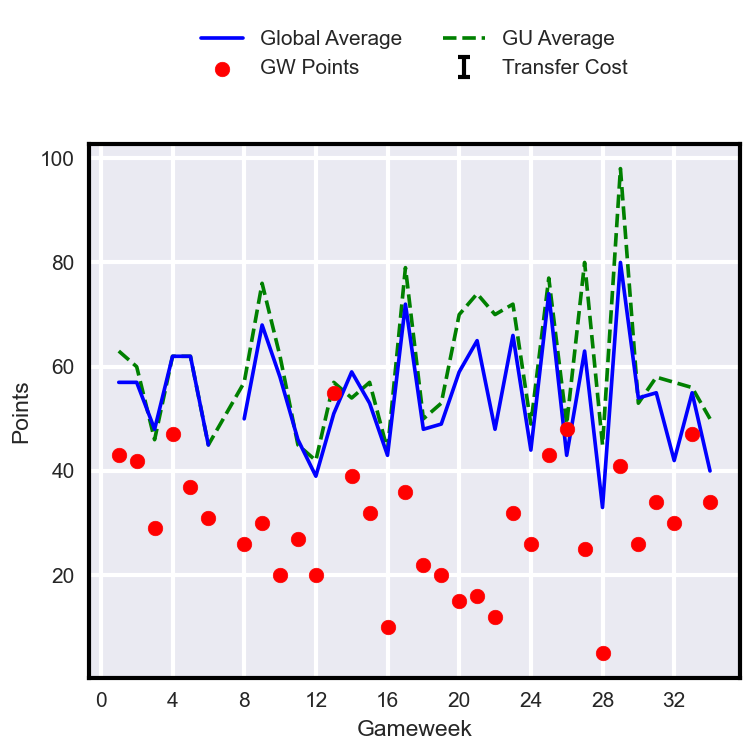 Global Average
GU Average
GW Points
Transfer Cost
100
80
60
40
20
Points
0 4 8 12 16 20 24 28 32
Gameweek